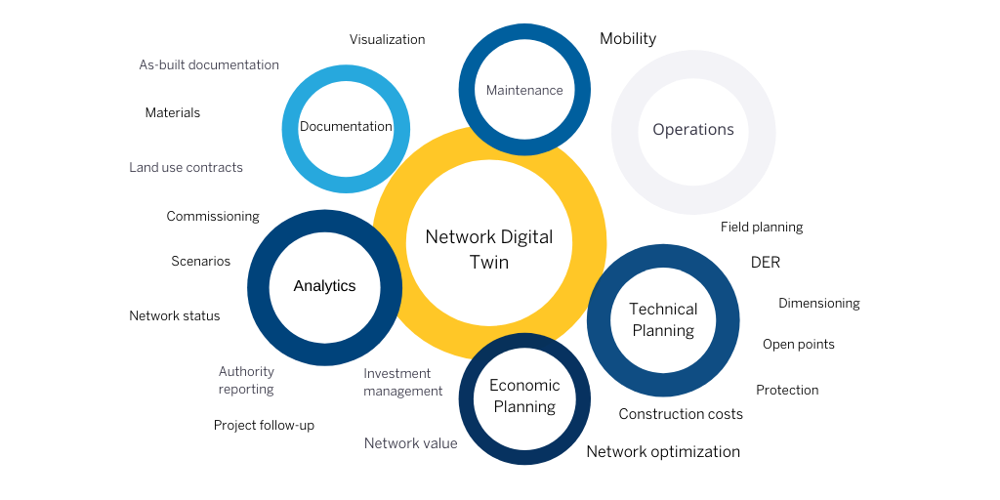 Visualization
Mobility
As-built documentation
Maintenance
Materials
Documentation
Operations
Land use contracts
Commissioning
Field planning
Network Digital
Twin
Scenarios
DER
Analytics
Dimensioning
Network status
Technical
Planning
Open points
Authority
reporting
Investment
management
Economic
Planning
Protection
Construction costs
Project follow-up
Network value
Network optimization